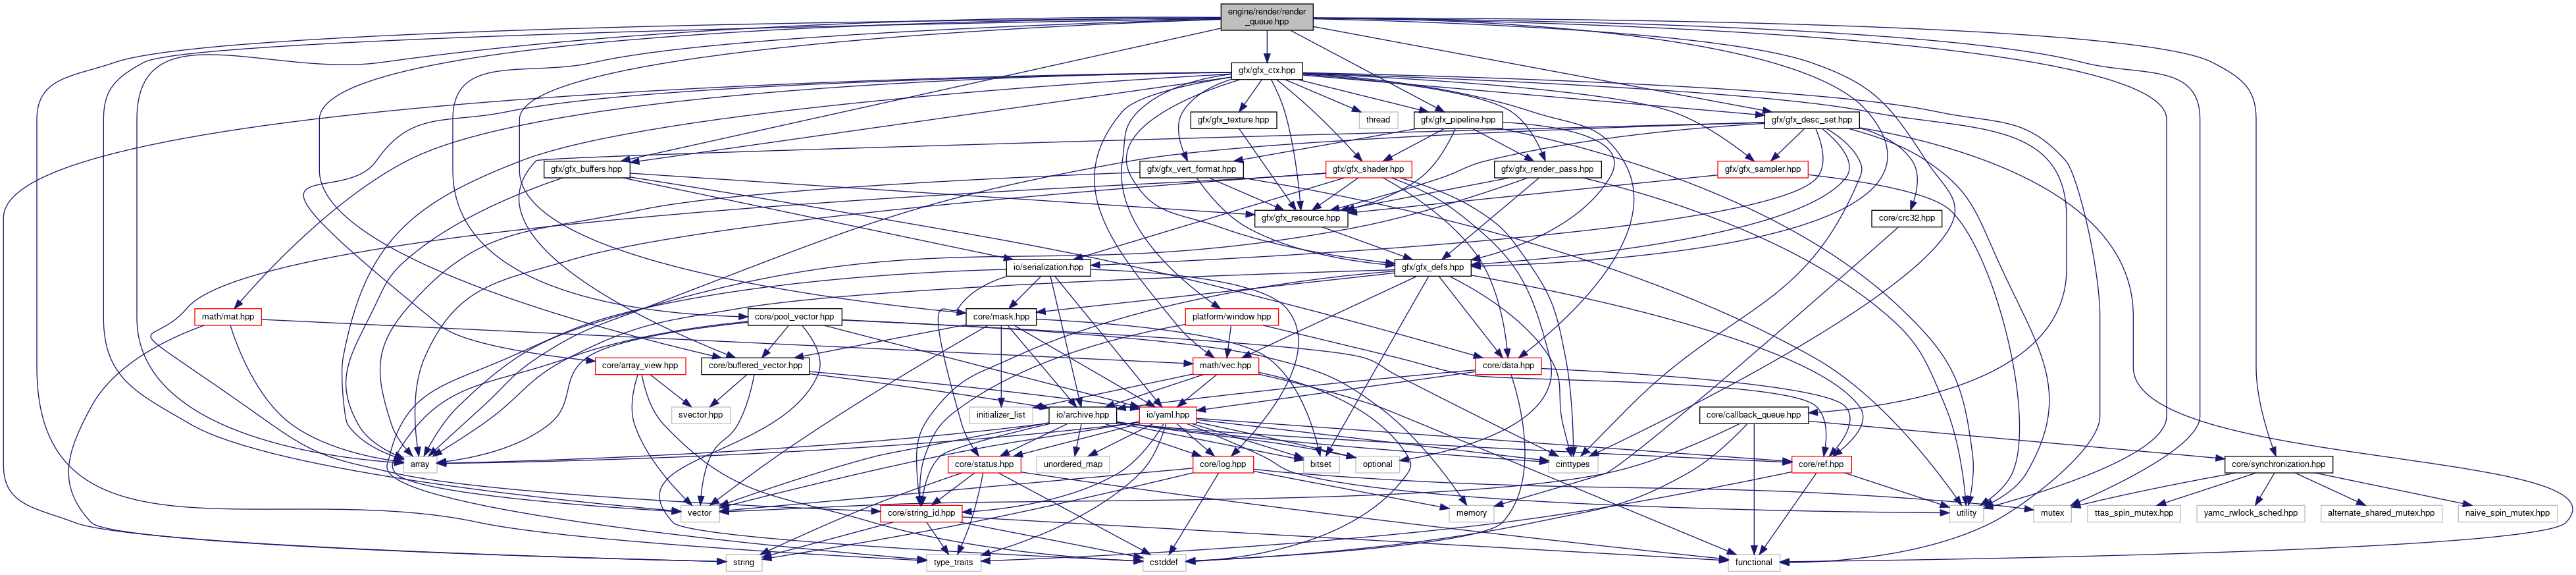 engine/render/render
_queue.hpp
gfx/gfx_ctx.hpp
gfx/gfx_texture.hpp
thread
gfx/gfx_pipeline.hpp
gfx/gfx_desc_set.hpp
gfx/gfx_buffers.hpp
gfx/gfx_vert_format.hpp
gfx/gfx_shader.hpp
gfx/gfx_render_pass.hpp
gfx/gfx_sampler.hpp
gfx/gfx_resource.hpp
core/crc32.hpp
io/serialization.hpp
gfx/gfx_defs.hpp
math/mat.hpp
core/pool_vector.hpp
core/mask.hpp
platform/window.hpp
core/array_view.hpp
core/buffered_vector.hpp
math/vec.hpp
core/data.hpp
svector.hpp
initializer_list
io/archive.hpp
io/yaml.hpp
core/callback_queue.hpp
array
core/status.hpp
unordered_map
core/log.hpp
bitset
optional
cinttypes
core/ref.hpp
core/synchronization.hpp
vector
core/string_id.hpp
memory
utility
mutex
ttas_spin_mutex.hpp
yamc_rwlock_sched.hpp
alternate_shared_mutex.hpp
naive_spin_mutex.hpp
string
type_traits
cstddef
functional